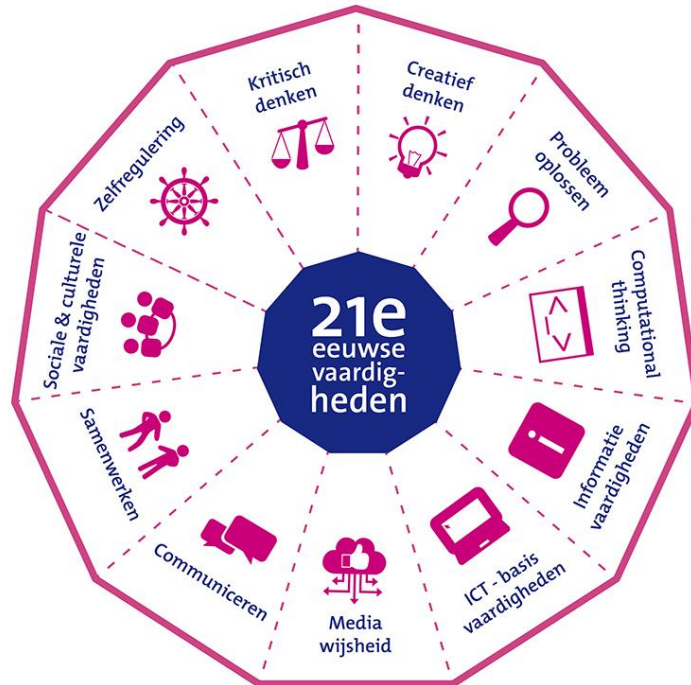 21e
eeuwse
vaardig-
heden
Kritisch
denken
Creatief
denken
Probleem
oplossen
Computational
thinking
Informatie
vaardigheden
ICT - basis
vaardigheden
Media
wijsheid
Communiceren
Samenwerken
Sociale & culturele
vaardigheden
Zelfregulering